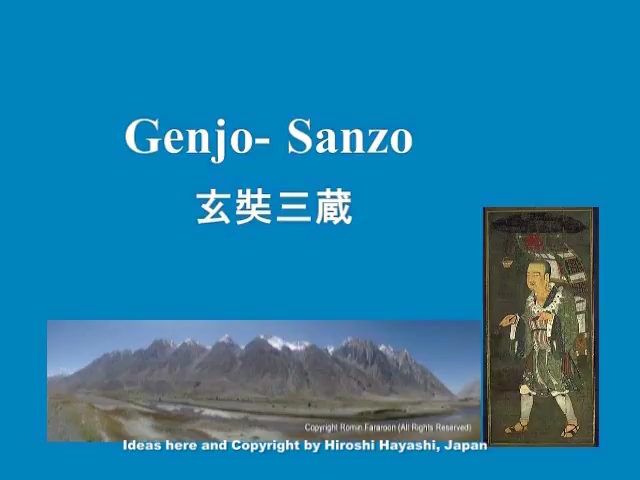 Genjo- Sanzo
玄奘三蔵
Copyright Romin Fararoon (All Rights Reserved)
Ideas here and Copyright by Hiroshi Hayashi, Japan